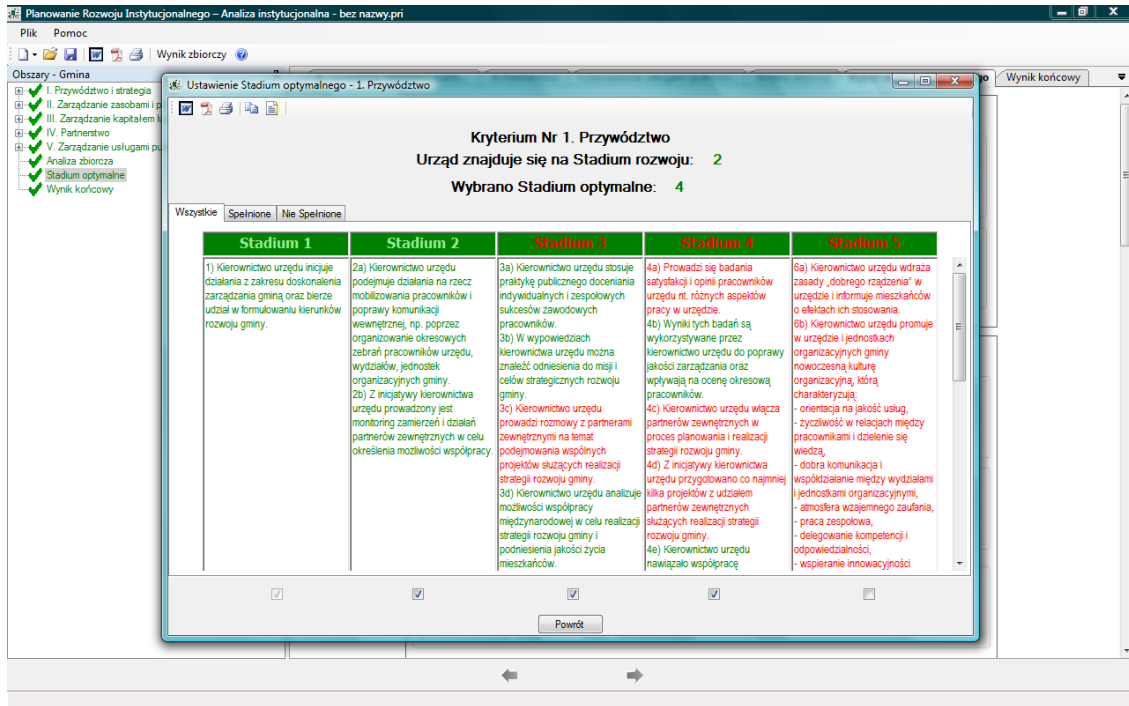 Planowanie Rozwoju Instytucjonalnego – Analiza instytucjonalna - bez nazwy.pri
Plik Pomoc
Wynik zbiorczy
Obszary - Gmina
I. Przywództwo i strategia
II. Zarządzanie zasobami i p
III. Zarządzanie kapitałem l
IV. Partnerstwo
V. Zarządzanie usługami pu
Analiza zbiorcza
Stadium optymalne
Wynik końcowy
go
Wynik końcowy
Ustawienie Stadium optymalnego - 1. Przywództwo
Kryterium Nr 1. Przywództwo
Urząd znajduje się na Stadium rozwoju: 2
Wybrano Stadium optymalne: 4
Wszystkie Spełnione Nie Spełnione
Stadium 1
1) Kierownictwo urzędu inicjuje
działania z zakresu doskonalenia
zarządzania gminą oraz bierze
udział w formułowaniu kierunków
rozwoju gminy.
Stadium 2
2a) Kierownictwo urzędu
podejmuje działania na rzecz
mobilizowania pracowników i
poprawy komunikacji
wewnętrznej, np. poprzez
organizowanie okresowych
zebrań pracowników urzędu,
wydziałów, jednostek
organizacyjnych gminy.
2b) Z inicjatywy kierownictwa
urzędu prowadzony jest
monitoring zamierzeń i działań
partnerów zewnętrznych w celu
określenia możliwości współpracy.
Stadium 3
3a) Kierownictwo urzędu stosuje
praktykę publicznego doceniania
indywidualnych i zespołowych
sukcesów zawodowych
pracowników.
3b) W wypowiedziach
kierownictwa urzędu można
znaleźć odniesienia do misji i
celów strategicznych rozwoju
gminy.
3c) Kierownictwo urzędu
prowadzi rozmowy z partnerami
zewnętrznymi na temat
podejmowania wspólnych
projektów służących realizacji
strategii rozwoju gminy.
3d) Kierownictwo urzędu analizuje
możliwości współpracy
międzynarodowej w celu realizacji
strategii rozwoju gminy i
podniesienia jakości życia
mieszkańców.
Stadium 4
4a) Prowadzi się badania
satysfakcji i opinii pracowników
urzędu nt. różnych aspektów
pracy w urzędzie.
4b) Wyniki tych badań są
wykorzystywane przez
kierownictwo urzędu do poprawy
jakości zarządzania oraz
wpływają na ocenę okresową
pracowników.
4c) Kierownictwo urzędu włącza
partnerów zewnętrznych w
proces planowania i realizacji
strategii rozwoju gminy.
4d) Z inicjatywy kierownictwa
urzędu przygotowano co najmniej
kilka projektów z udziałem
partnerów zewnętrznych
służących realizacji strategii
rozwoju gminy.
4e) Kierownictwo urzędu
nawiązało współpracę
Stadium 5
6a) Kierownictwo urzędu wdraża
zasady „dobrego rządzenia” w
urzędzie i informuje mieszkańców
o efektach ich stosowania.
6b) Kierownictwo urzędu promuje
w urzędzie i jednostkach
organizacyjnych gminy
nowoczesną kulturę
organizacyjną, którą
charakteryzują:
- orientacja na jakość usług,
- życzliwość w relacjach między
pracownikami i dzielenie się
wiedzą,
- dobra komunikacja i
współdziałanie między wydziałami
i jednostkami organizacyjnymi,
- atmosfera wzajemnego zaufania,
- praca zespołowa,
- delegowanie kompetencji i
odpowiedzialności,
- wspieranie innowacyjności
Powrót